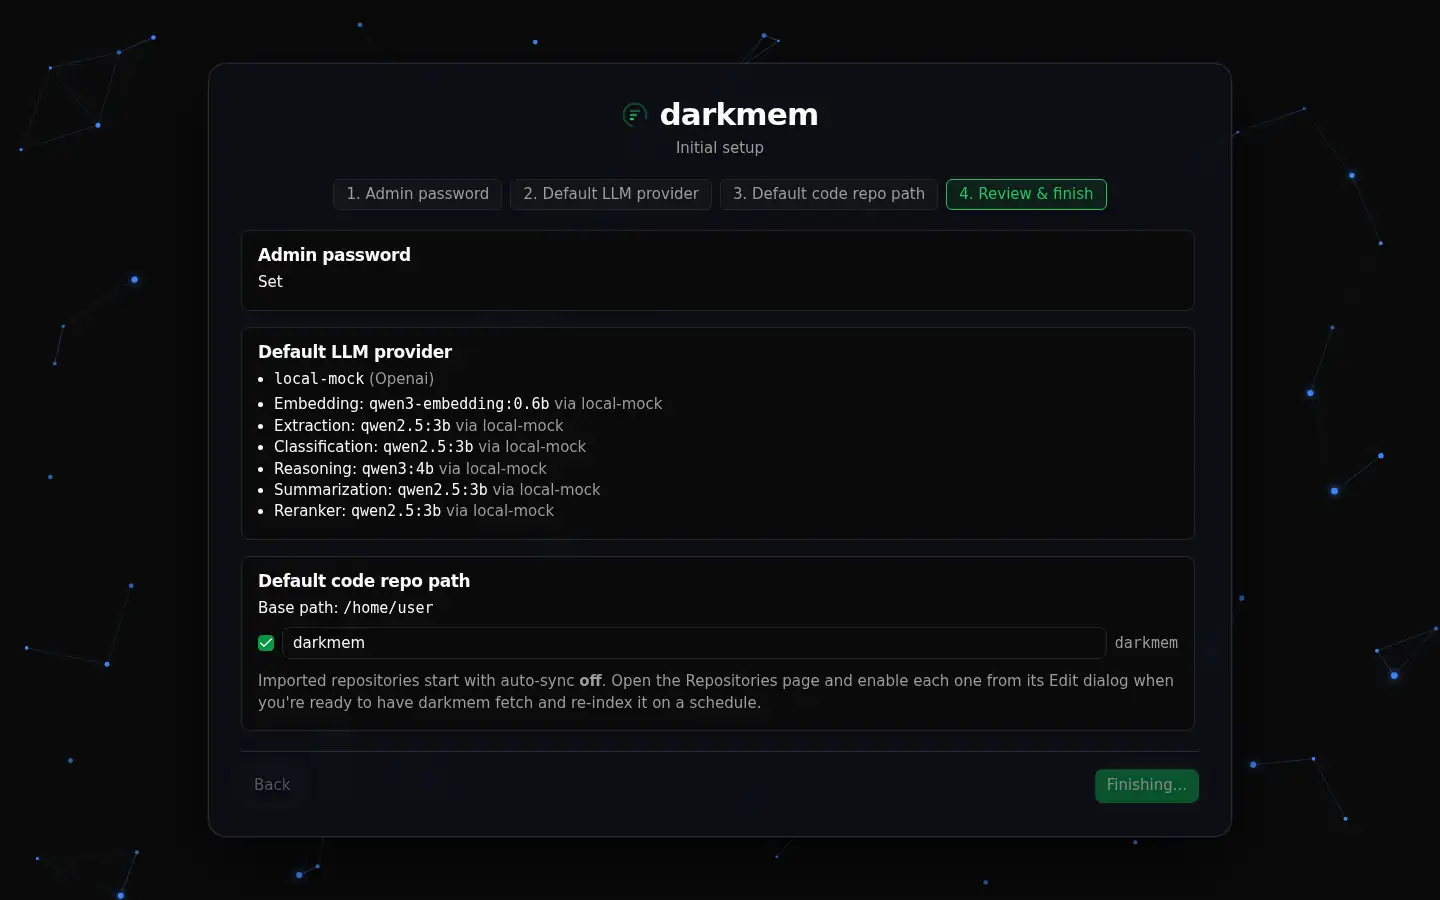 darkmem
Initial setup
1. Admin password
2. Default LLM provider
3. Default code repo path
4. Review & finish
Admin password
Set
Default LLM provider
local-mock (Openai)
Embedding: qwen3-embedding:0.6b via local-mock
Extraction: qwen2.5:3b via local-mock
Classification: qwen2.5:3b via local-mock
Reasoning: qwen3:4b via local-mock
Summarization: qwen2.5:3b via local-mock
Reranker: qwen2.5:3b via local-mock
Default code repo path
Base path: /home/user
darkmem darkmem
Imported repositories start with auto-sync off. Open the Repositories page and enable each one from its Edit dialog when
you're ready to have darkmem fetch and re-index it on a schedule.
Back
Finishing...